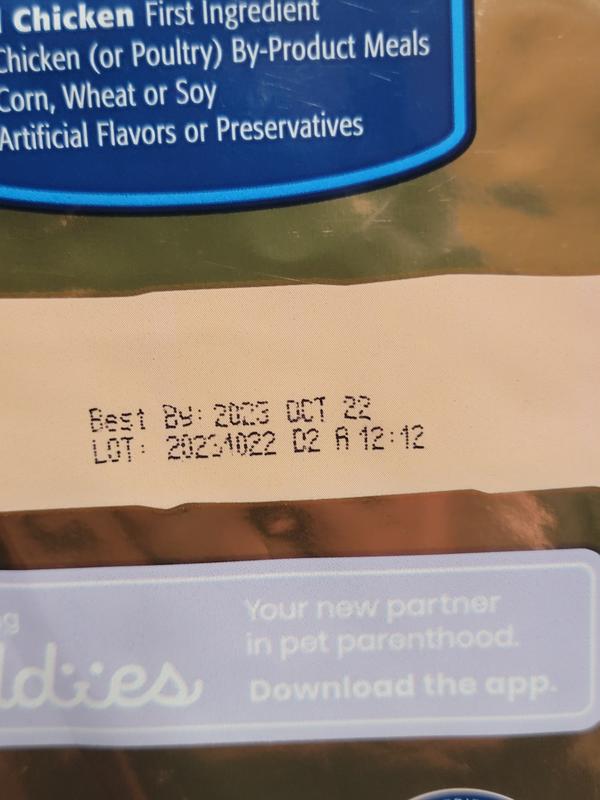 Chicken First Ingredient
Chicken (or Poultry) By-Product Meals
Corn, Wheat or Soy
Artificial Flavors or Preservatives
Best By: 2023 OCT 22
LOT: 20231022 D2 A 12:12
Your new partner
in pet parenthood.
Download the app.